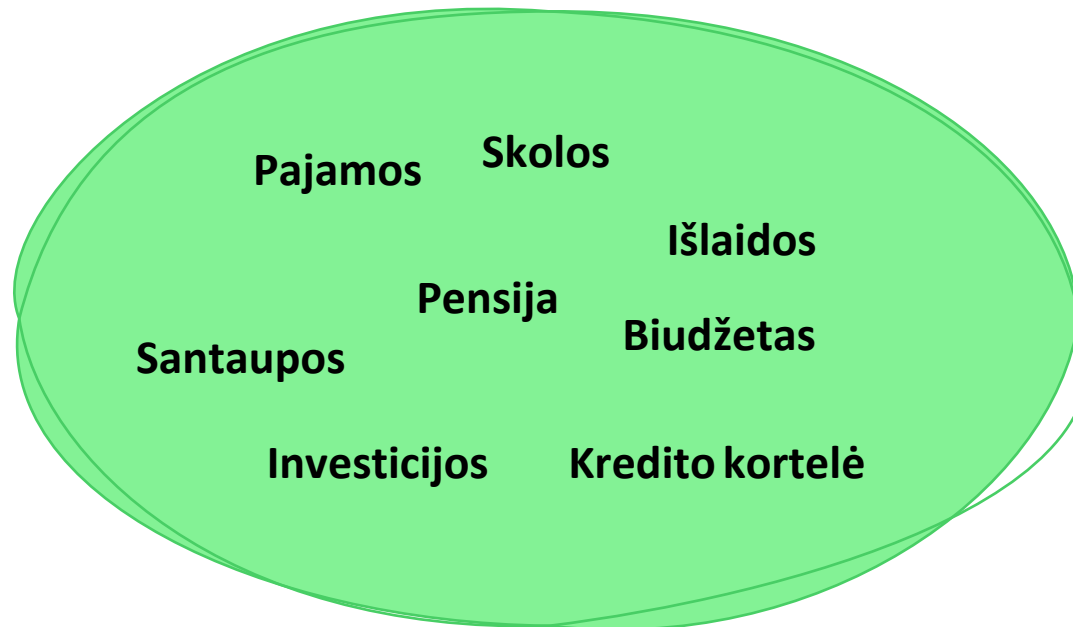 Pajamos
Skolos
Išlaidos
Pensija
Biudžetas
Santaupos
Investicijos
Kredito kortelė